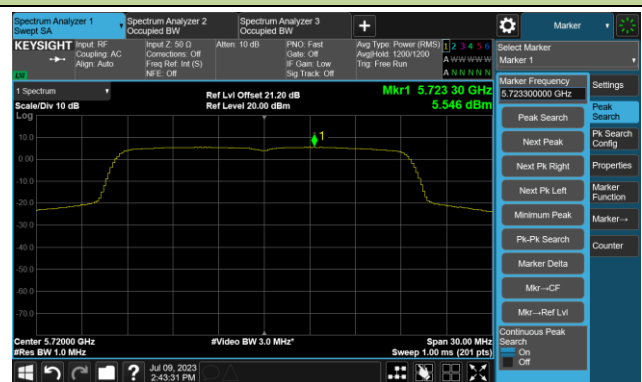 Spectrum Analyzer 1
Swept SA
Spectrum Analyzer 2
Occupied BW
Spectrum Analyzer 3
Occupied BW
Marker
KEYSIGHT
Input: RF
Coupling: AC
Align: Auto
Input Z: 50 Ω
Corrections: Off
Freq Ref: Int (S)
NFE: Off
Atten: 10 dB
PNO: Fast
Gate: Off
IF Gain: Low
Sig Track: Off
Avg Type: Power (RMS)
Avg|Hold: 1200/1200
Trig: Free Run
1 2 3 4 5 6
A W W W W W
A N N N N N
LW
Select Marker
Marker 1
Marker Frequency
5.723300000 GHz
Settings
Peak Search
Peak
Search
Next Peak
Pk Search
Config
Next Pk Right
Properties
Next Pk Left
Marker
Function
Minimum Peak
Marker→
Pk-Pk Search
Counter
Marker Delta
Mkr→CF
Mkr→Ref Lvl
Continuous Peak
Search
On
Off
1 Spectrum
Scale/Div 10 dB
Log
Ref Lvl Offset 21.20 dB
Ref Level 20.00 dBm
Mkr1 5.723 30 GHz
5.546 dBm
1
10.0
0.00
-10.0
-20.0
-30.0
-40.0
-50.0
-60.0
-70.0
Center 5.72000 GHz
#Res BW 1.0 MHz
#Video BW 3.0 MHz*
Span 30.00 MHz
Sweep 1.00 ms (201 pts)
Jul 09, 2023
2:43:31 PM